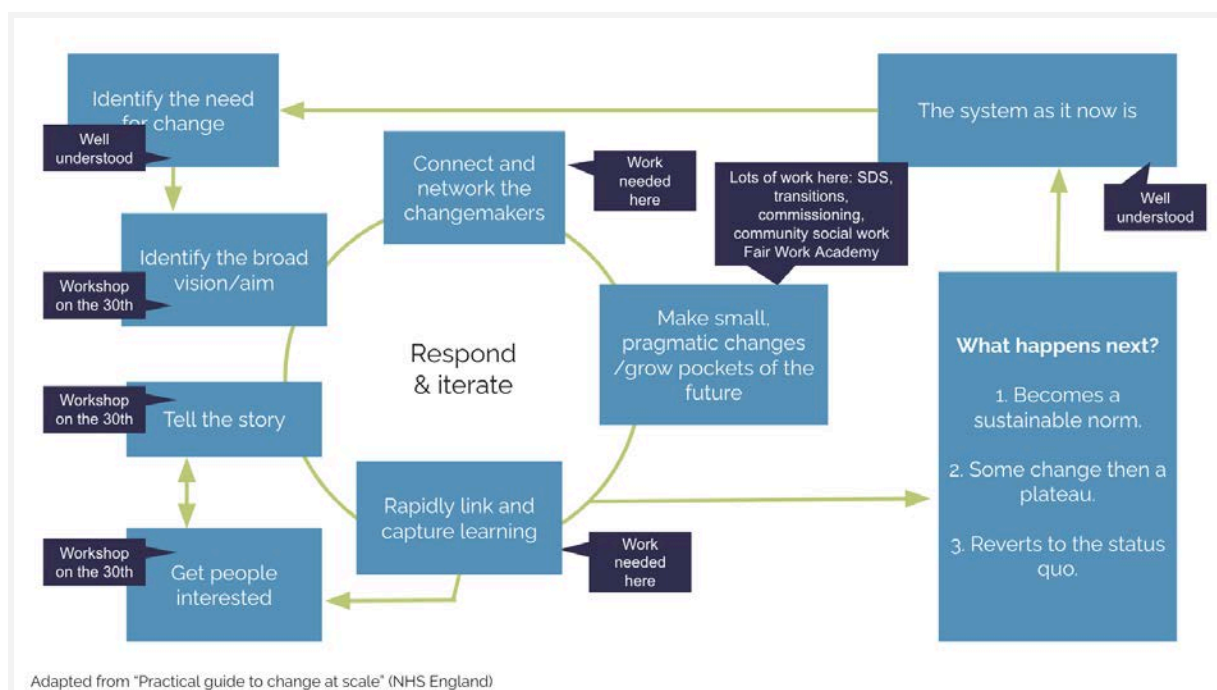 Identify the need
for change
Well
understood
The system as it now is
Well
understood
Connect and
network the
changemakers
Work
needed
here
Lots of work here: SDS,
transitions,
commissioning,
community social work
Fair Work Academy
Identify the broad
vision/aim
Workshop
on the 30th
Make small,
pragmatic changes
/grow pockets of the
future
Respond
& iterate
What happens next?
1. Becomes a
sustainable norm.
2. Some change then a
plateau.
3. Reverts to the status
quo.
Workshop
on the 30th
Tell the story
Rapidly link and
capture learning
Work
needed
here
Workshop
on the 30th
Get people
interested
Adapted from "Practical guide to change at scale" (NHS England)